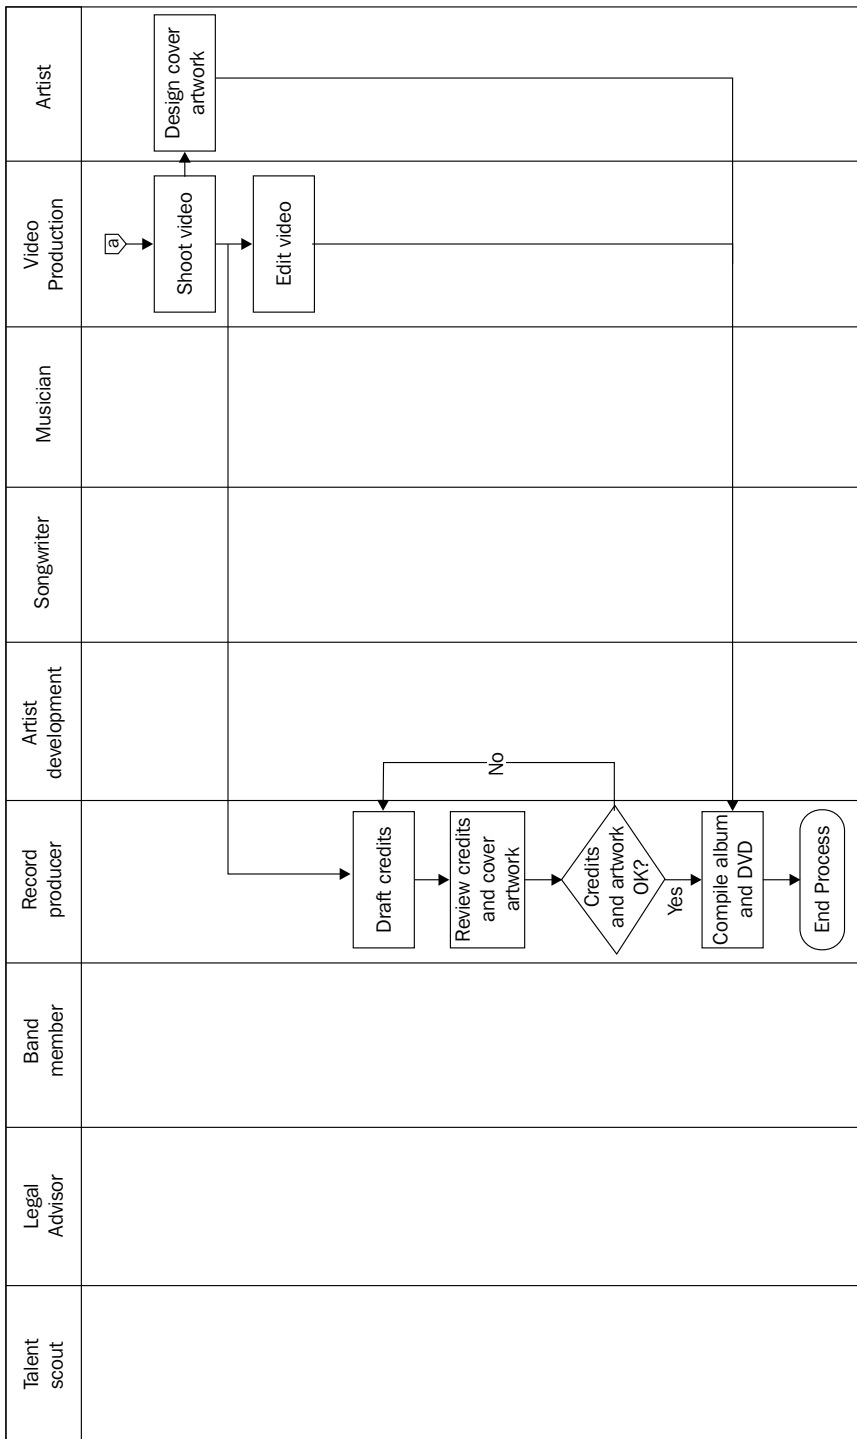 Talent
scout
Legal
Advisor
Band
member
Record
producer
Artist
development
Songwriter
Musician
Video
Production
Artist
a
Shoot video
Design cover
artwork
Edit video
Draft credits
Review credits
and cover
artwork
Credits
and artwork
OK?
No
Yes
Compile album
and DVD
End Process